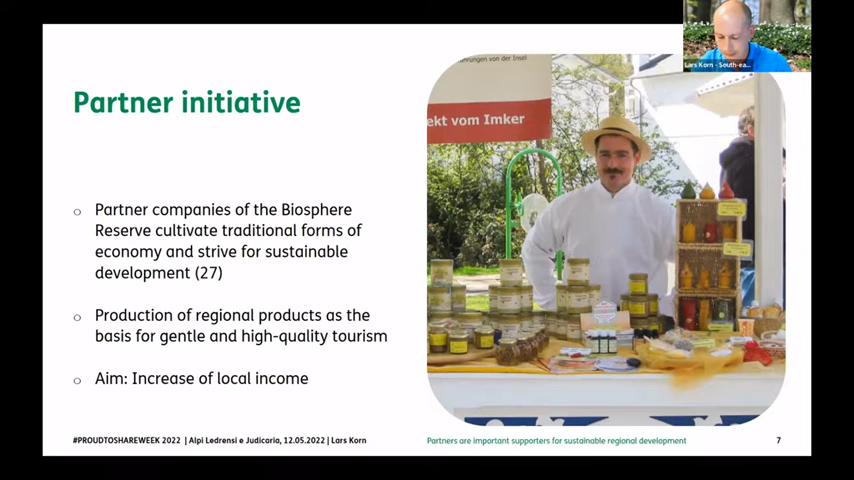 Lars Korn - South-ea...
Partner initiative
Partner companies of the Biosphere
Reserve cultivate traditional forms of
economy and strive for sustainable
development (27)
Production of regional products as the
basis for gentle and high-quality tourism
Aim: Increase of local income
ührungen von der Insel
ekt vom Imker
#PROUDTOSHAREWEEK 2022 | Alpi Ledrensi e Judicaria, 12.05.2022 | Lars Korn
Partners are important supporters for sustainable regional development
7